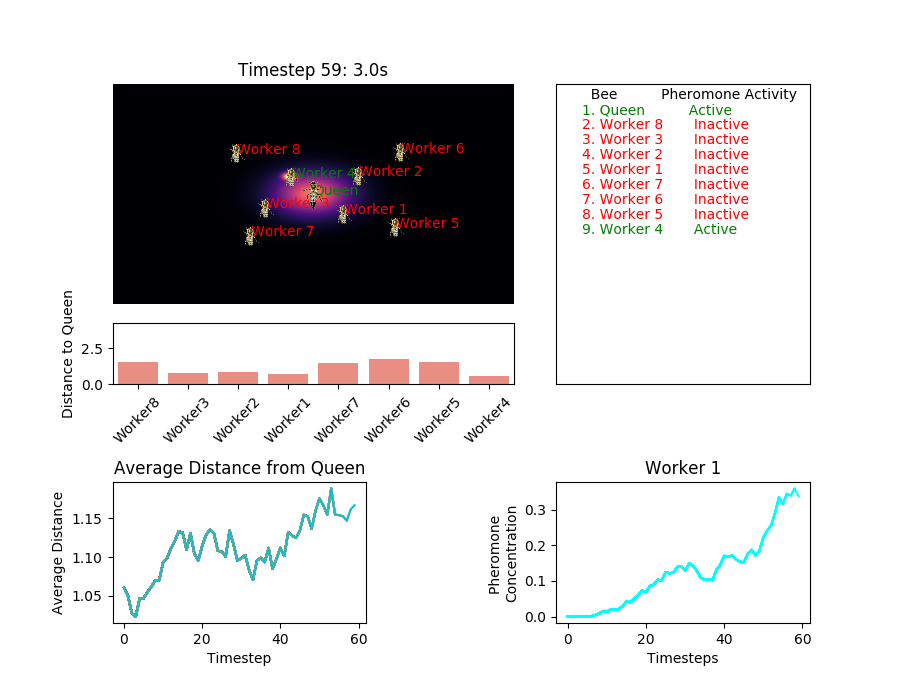 Timestep 59: 3.0s
Worker 8
Worker 6
Worker 4
Worker 2
Queen
Worker 3
Worker 1
Worker 7
Worker 5
Bee Pheromone Activity
1. Queen Active
2. Worker 8 Inactive
3. Worker 3 Inactive
4. Worker 2 Inactive
5. Worker 1 Inactive
6. Worker 7 Inactive
7. Worker 6 Inactive
8. Worker 5 Inactive
9. Worker 4 Active
Distance to Queen
2.5
0.0
Worker8
Worker3
Worker2
Worker1
Worker7
Worker6
Worker5
Worker4
Average Distance from Queen
Average Distance
1.15
1.10
1.05
0 20 40 60
Timestep
Worker 1
Pheromone
Concentration
0.3
0.2
0.1
0.0
0 20 40 60
Timesteps